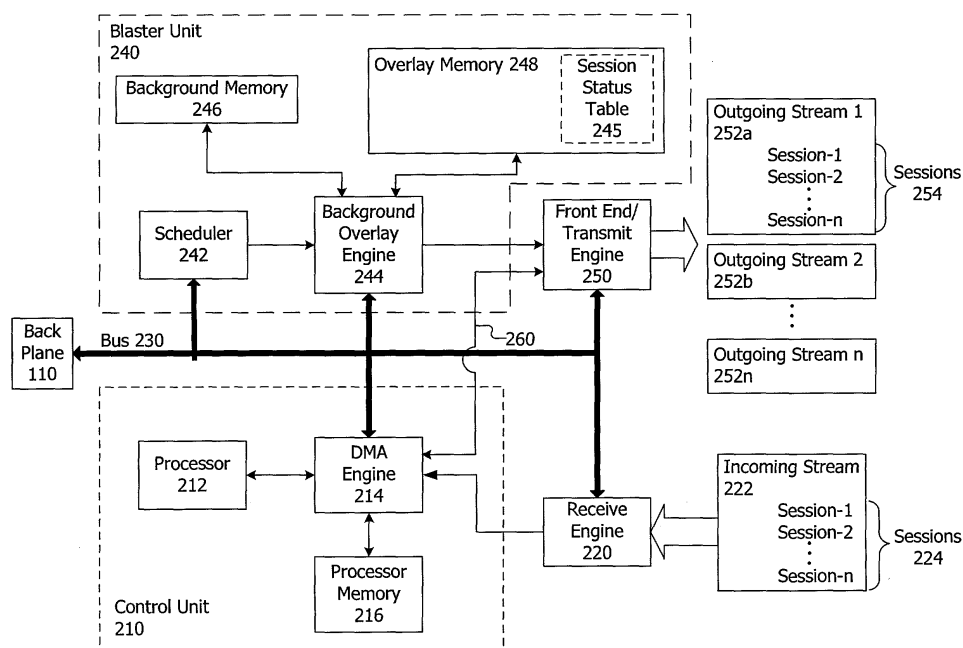 Blaster Unit
240
Background Memory
246
Overlay Memory 248
Session
Status
Table
245
Scheduler
242
Background
Overlay
Engine
244
Front End/
Transmit
Engine
250
Outgoing Stream 1
252a
Session-1
Session-2
Session-n
Sessions
254
Outgoing Stream 2
252b
Outgoing Stream n
252n
Back
Plane
110
Bus 230
260
Processor
212
DMA
Engine
214
Processor
Memory
216
Control Unit
210
Receive
Engine
220
Incoming Stream
222
Session-1
Session-2
Session-n
Sessions
224